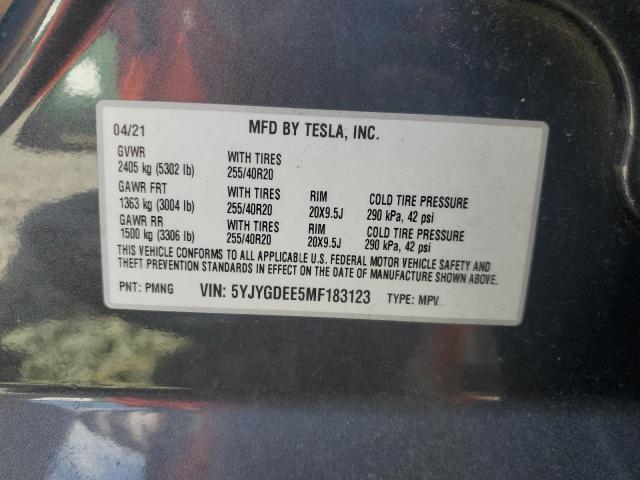 04/21 MFD BY TESLA, INC.
GVWR WITH TIRES
2405 kg (5302 lb) 255/40R20
GAWR FRT WITH TIRES RIM COLD TIRE PRESSURE
1363 kg (3004 lb) 255/40R20 20X9.5J 290 kPa, 42 psi
GAWR RR WITH TIRES RIM COLD TIRE PRESSURE
1500 kg (3306 lb) 255/40R20 20X9.5J 290 kPa, 42 psi
THIS VEHICLE CONFORMS TO ALL APPLICABLE U.S. FEDERAL MOTOR VEHICLE SAFETY AND
THEFT PREVENTION STANDARDS IN EFFECT ON THE DATE OF MANUFACTURE SHOWN ABOVE.
PNT: PMNG VIN: 5YJYGDEE5MF183123 TYPE: MPV